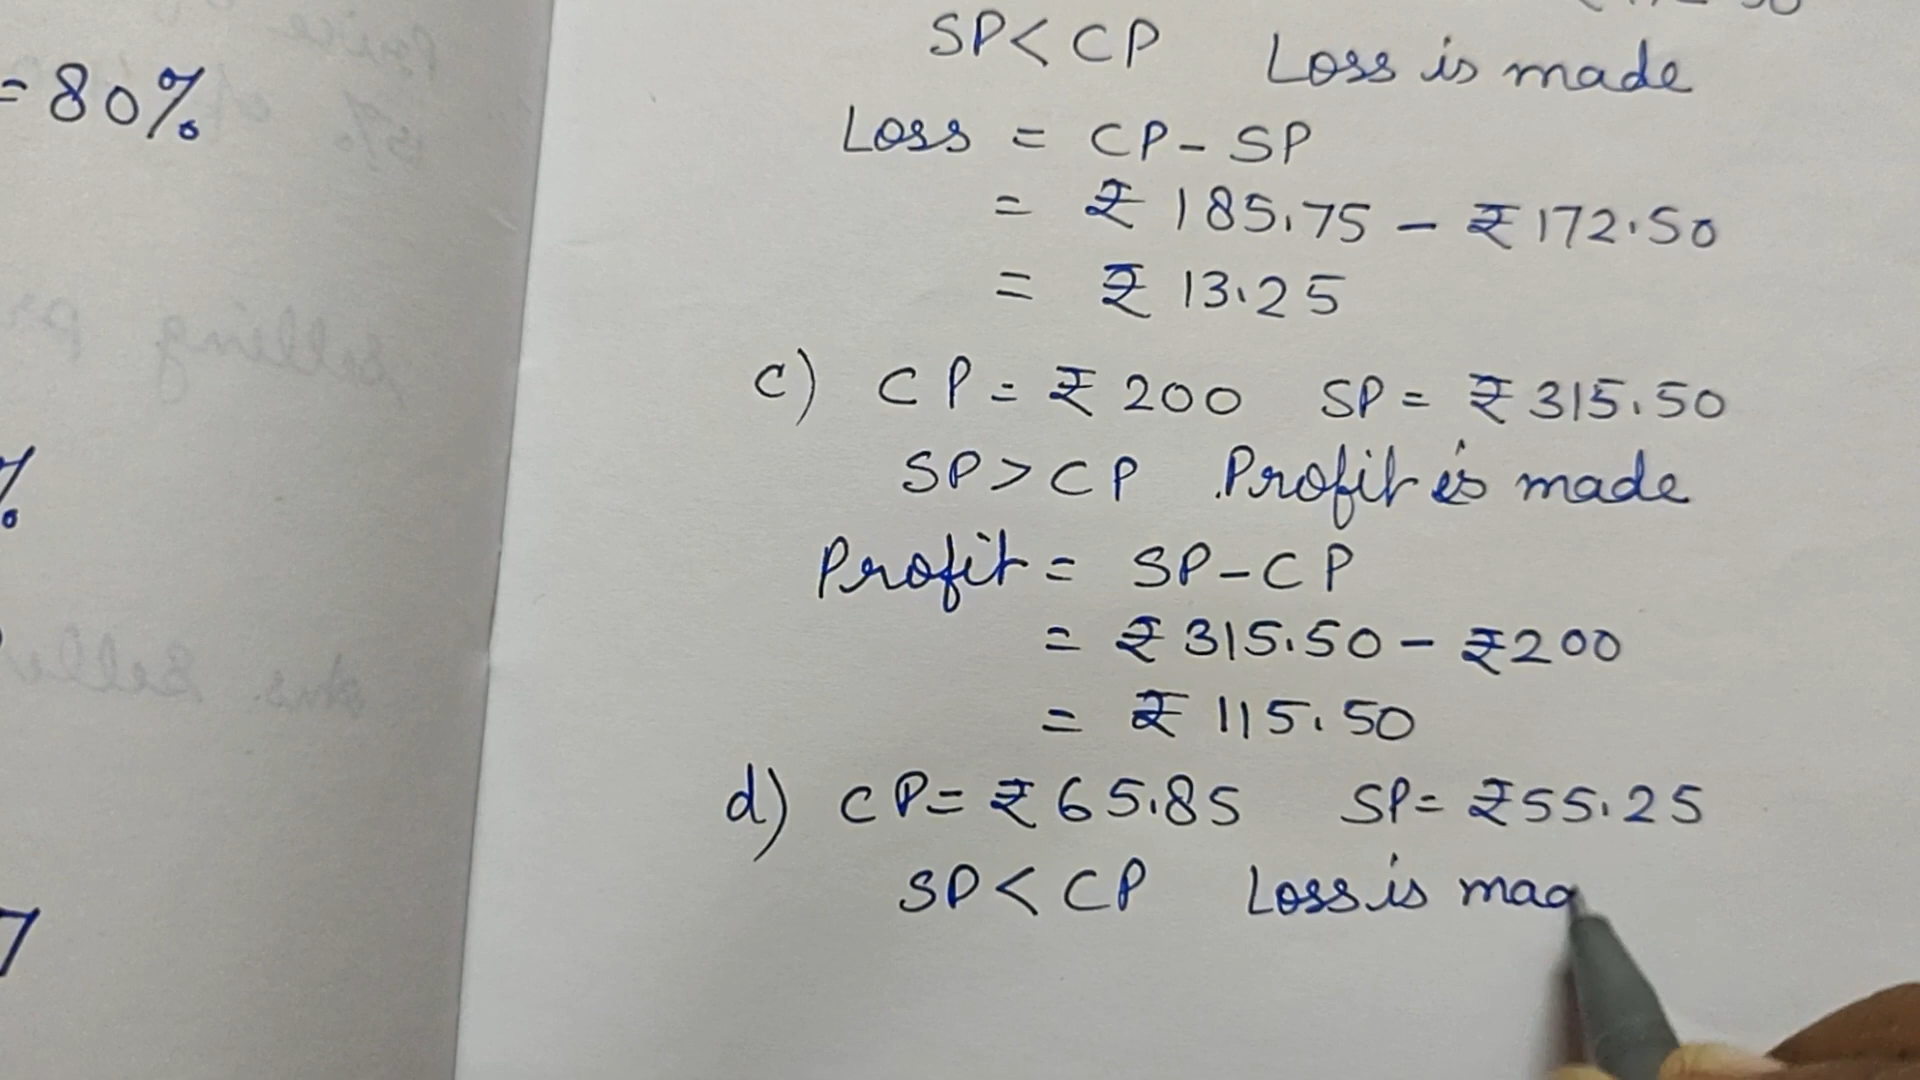 = 80%
%
7
SP < CP Loss is made
Loss = CP - SP
= ₹ 185.75 - ₹ 172.50
= ₹ 13.25
c) CP = ₹ 200 SP = ₹ 315.50
SP > CP Profit is made
Profit = SP - CP
= ₹ 315.50 - ₹ 200
= ₹ 115.50
d) CP = ₹ 65.85 SP = ₹ 55.25
SP < CP Loss is mad